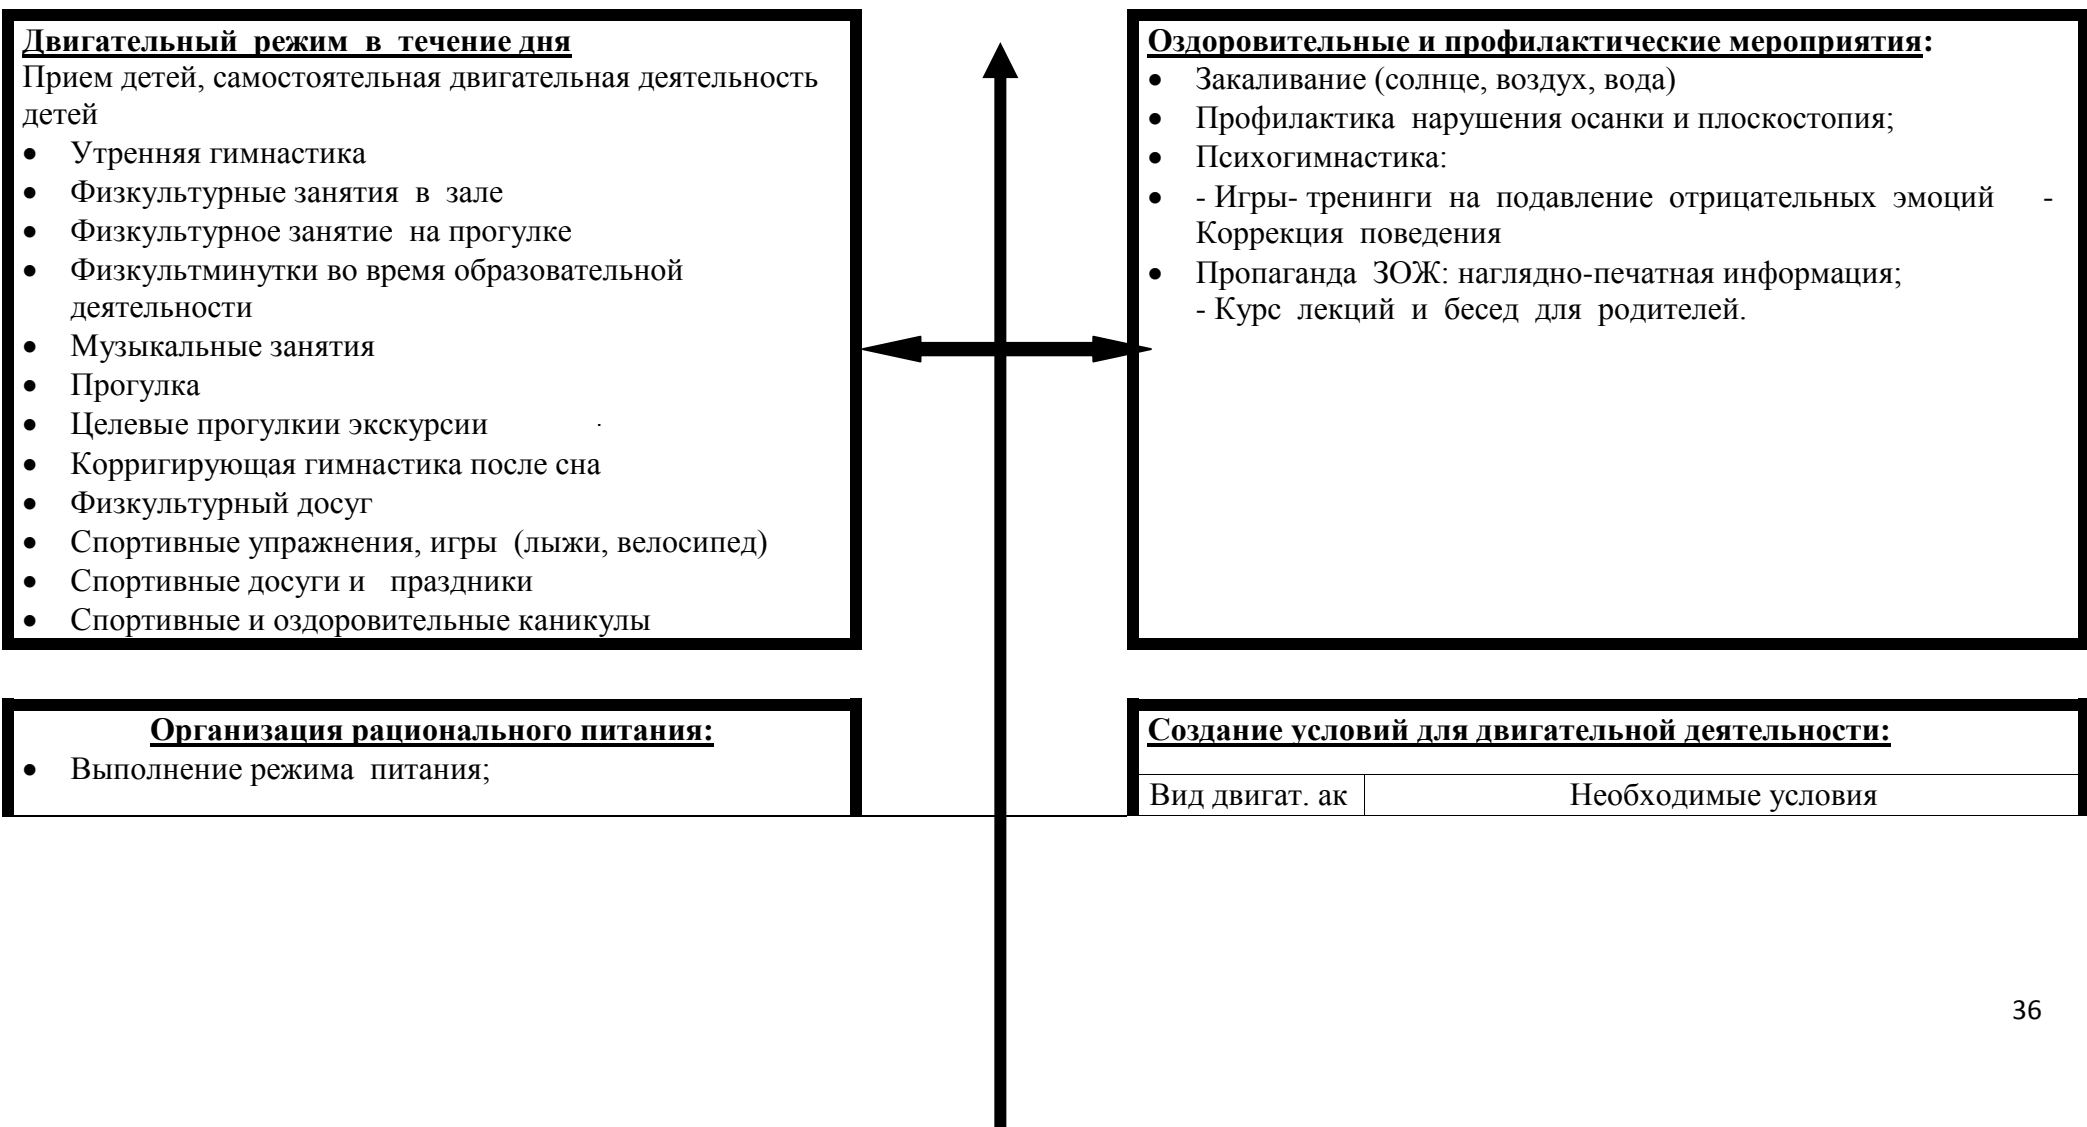 Двигательный режим в течение дня
Прием детей, самостоятельная двигательная деятельность
детей
• Утренняя гимнастика
• Физкультурные занятия в зале
• Физкультурное занятие на прогулке
• Физкультминутки во время образовательной
деятельности
• Музыкальные занятия
• Прогулка
• Целевые прогулкии экскурсии
• Корригирующая гимнастика после сна
• Физкультурный досуг
• Спортивные упражнения, игры (лыжи, велосипед)
• Спортивные досуги и праздники
• Спортивные и оздоровительные каникулы
Оздоровительные и профилактические мероприятия:
• Закаливание (солнце, воздух, вода)
• Профилактика нарушения осанки и плоскостопия;
• Психогимнастика:
• - Игры- тренинги на подавление отрицательных эмоций -
Коррекция поведения
• Пропаганда ЗОЖ: наглядно-печатная информация;
- Курс лекций и бесед для родителей.
Организация рационального питания:
• Выполнение режима питания;
Создание условий для двигательной деятельности:
Вид двигат. ак Необходимые условия
36